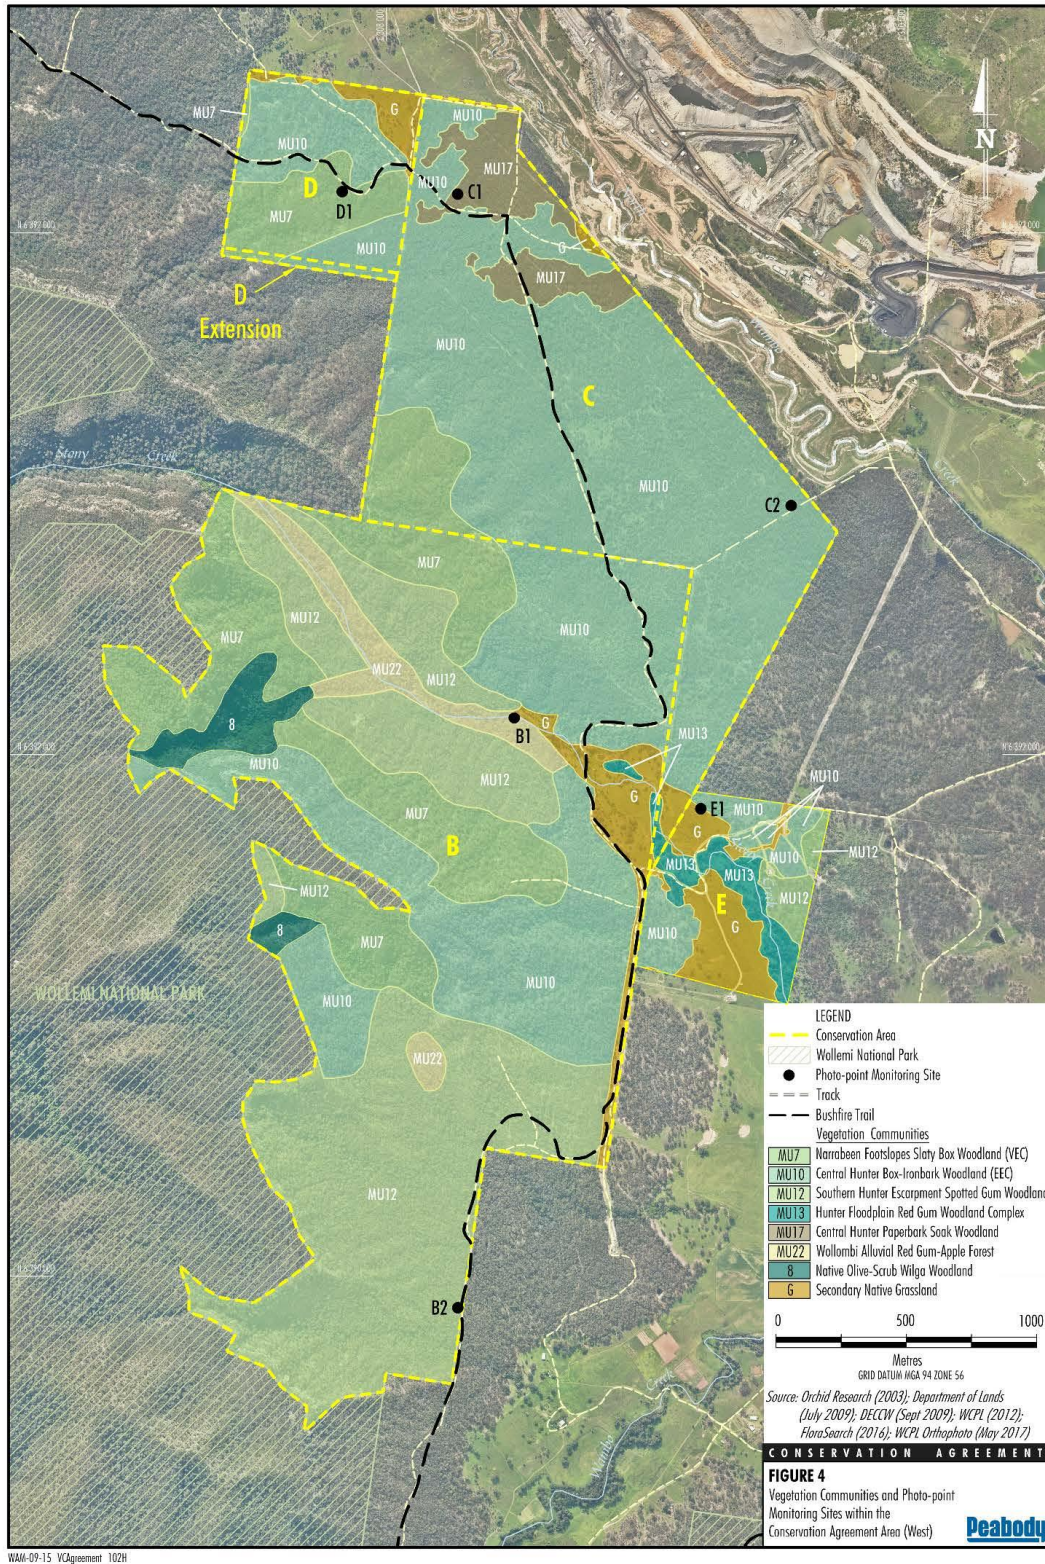 MU7
MU10
G
MU10
MU17
D
D1
MU7
MU10
MU10
C1
G
MU17
N
N 6 392 000
D
Extension
MU10
C
MU10
C2
Stony Creek
MU7
MU12
MU7
MU10
MU22
MU12
8
B1
G
MU13
MU10
MU12
N 6 392 000
MU10
MU7
B
G
E1
MU10
G
MU10
MU12
MU13
MU13
MU12
E
G
MU10
MU12
8
MU7
MU10
MU10
WOLLEMI NATIONAL PARK
MU22
MU12
B2
LEGEND
Conservation Area
Wollemi National Park
Photo-point Monitoring Site
Track
Bushfire Trail
Vegetation Communities
MU7 Narrabeen Footslopes Slaty Box Woodland (VEC)
MU10 Central Hunter Box-Ironbark Woodland (EEC)
MU12 Southern Hunter Escarpment Spotted Gum Woodland
MU13 Hunter Floodplain Red Gum Woodland Complex
MU17 Central Hunter Paperbark Soak Woodland
MU22 Wollombi Alluvial Red Gum-Apple Forest
8 Native Olive-Scrub Wilga Woodland
G Secondary Native Grassland
0 500 1000
Metres
GRID DATUM MGA 94 ZONE 56
Source: Orchid Research (2003); Department of Lands
(July 2009); DECCW (Sept 2009); WCPL (2012);
FloraSearch (2016); WCPL Orthophoto (May 2017)
CONSERVATION AGREEMENT
FIGURE 4
Vegetation Communities and Photo-point
Monitoring Sites within the
Conservation Agreement Area (West)
Peabody
WAM-09-15 VCAgreement 102H